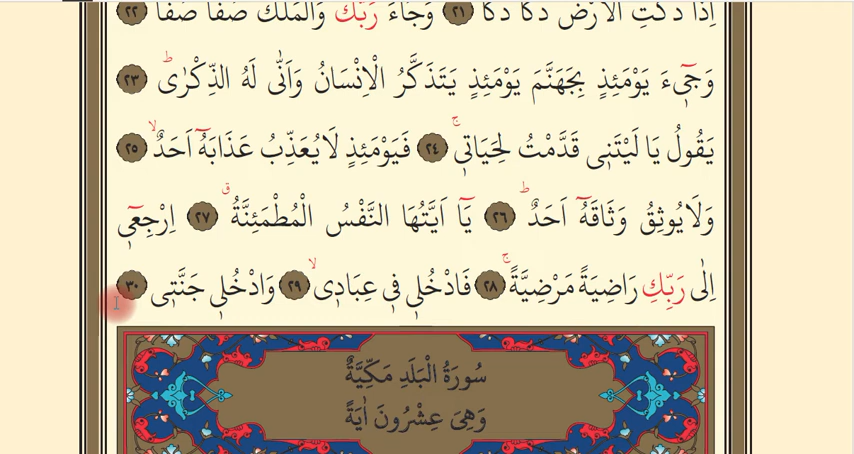 اِذَا دُكَّتِ الْاَرْضُ دَكًّا دَكًّا ﴿٢١﴾ وَجَٓاءَ رَبُّكَ وَالْمَلَكُ صَفًّا صَفًّا ﴿٢٢﴾
وَج۪ٓيءَ يَوْمَئِذٍ بِجَهَنَّمَ يَوْمَئِذٍ يَتَذَكَّرُ الْاِنْسَانُ وَاَنّٰى لَهُ الذِّكْرٰىۜ ﴿٢٣﴾
يَقُولُ يَا لَيْتَن۪ي قَدَّمْتُ لِحَيَات۪يۚ ﴿٢٤﴾ فَيَوْمَئِذٍ لَا يُعَذِّبُ عَذَابَهُٓ اَحَدٌۙ ﴿٢٥﴾
وَلَا يُوثِقُ وَثَاقَهُٓ اَحَدٌۜ ﴿٢٦﴾ يَٓا اَيَّتُهَا النَّفْسُ الْمُطْمَئِنَّةُۗ ﴿٢٧﴾ اِرْجِع۪ٓي
اِلٰى رَبِّكِ رَاضِيَةً مَرْضِيَّةًۚ ﴿٢٨﴾ فَادْخُل۪ي ف۪ي عِبَاد۪يۙ ﴿٢٩﴾ وَادْخُل۪ي جَنَّت۪ي ﴿٣٠﴾
سُورَةُ الْبَلَدِ مَكِّيَّةٌ
وَهِيَ عِشْرُونَ اٰيَةً